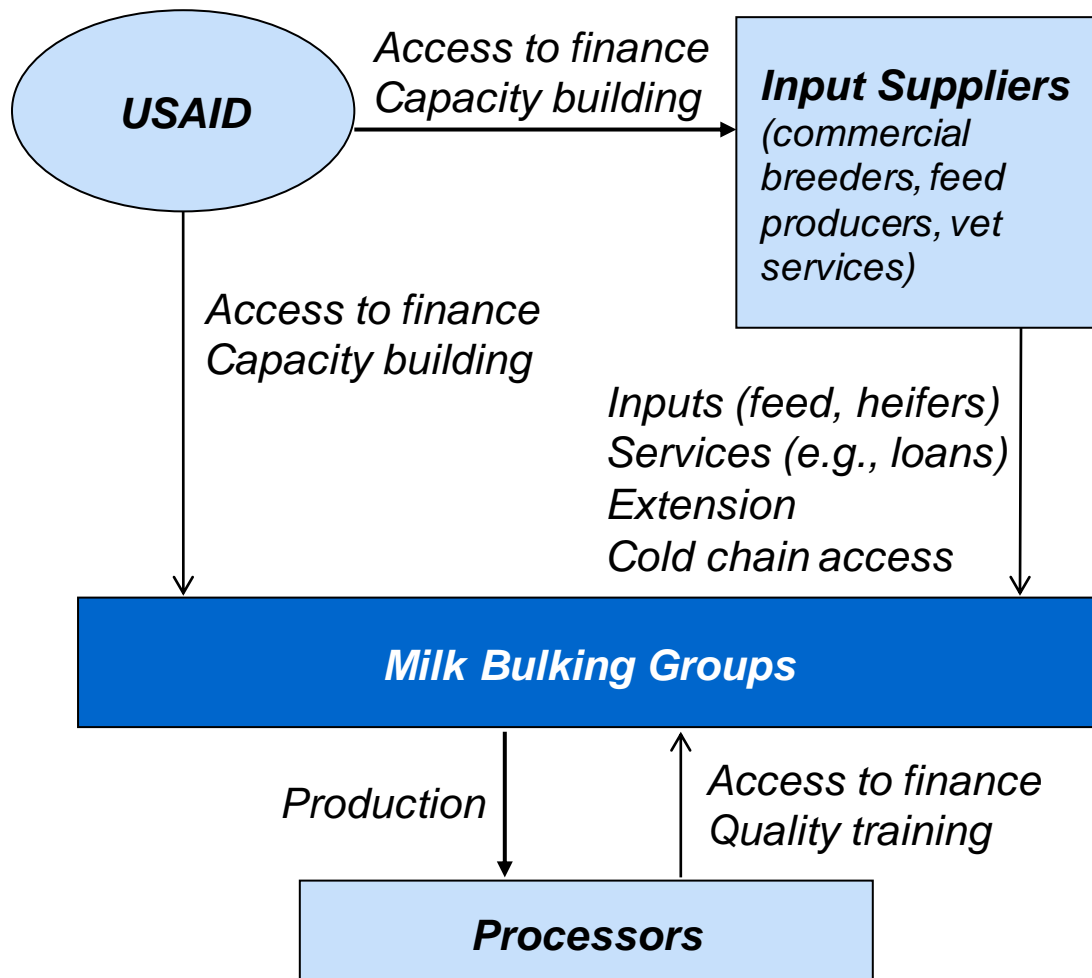 USAID
Access to finance
Capacity building
Input Suppliers
(commercial
breeders, feed
producers, vet
services)
Access to finance
Capacity building
Inputs (feed, heifers)
Services (e.g., loans)
Extension
Cold chain access
Milk Bulking Groups
Production
Access to finance
Quality training
Processors